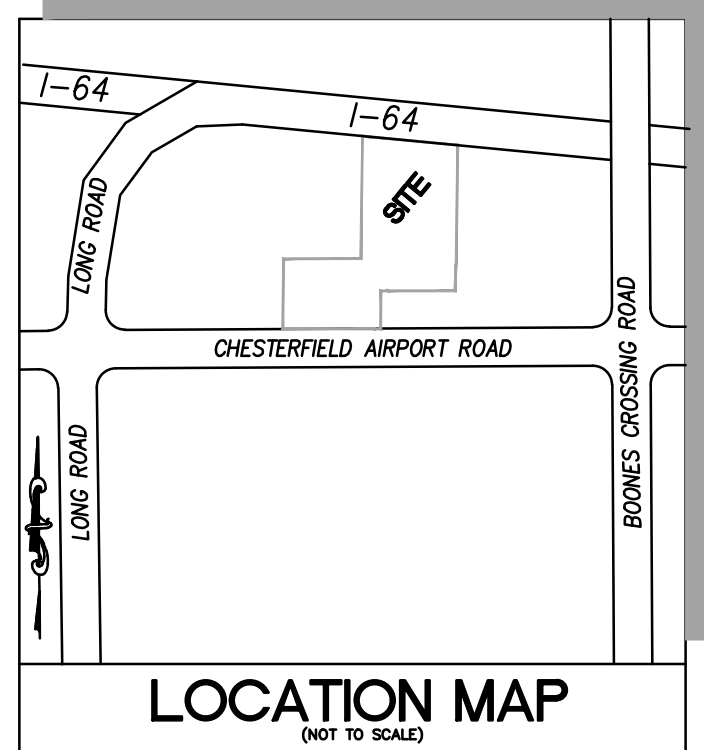 I-64
I-64
LONG ROAD
SITE
CHESTERFIELD AIRPORT ROAD
BOONES CROSSING ROAD
LONG ROAD
LOCATION MAP
(NOT TO SCALE)